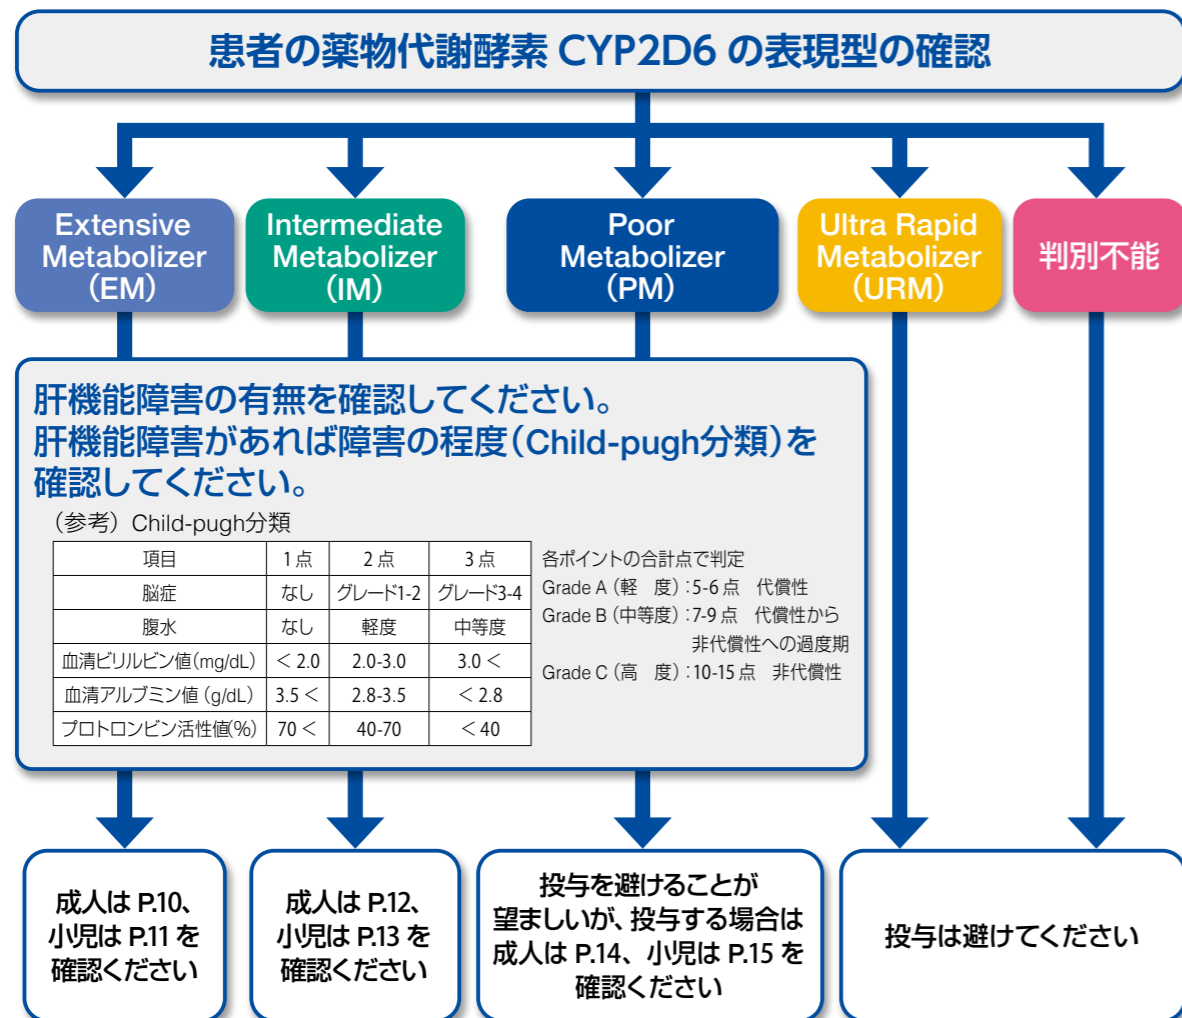 患者の薬物代謝酵素 CYP2D6 の表現型の確認
Extensive
Metabolizer
(EM)
Intermediate
Metabolizer
(IM)
Poor
Metabolizer
(PM)
Ultra Rapid
Metabolizer
(URM)
判別不能
肝機能障害の有無を確認してください。
肝機能障害があれば障害の程度(Child-pugh分類)を
確認してください。
(参考) Child-pugh分類
項目 1点 2点 3点
脳症 なし グレード1-2 グレード3-4
腹水 なし 軽度 中等度
血清ビリルビン値(mg/dL) < 2.0 2.0-3.0 3.0 <
血清アルブミン値 (g/dL) 3.5 < 2.8-3.5 < 2.8
プロトロンビン活性値(%) 70 < 40-70 < 40
各ポイントの合計点で判定
Grade A (軽 度):5-6点 代償性
Grade B (中等度):7-9点 代償性から
非代償性への過度期
Grade C (高 度):10-15点 非代償性
成人は P.10、
小児は P.11 を
確認ください
成人は P.12、
小児は P.13 を
確認ください
投与を避けることが
望ましいが、投与する場合は
成人は P.14、小児は P.15 を
確認ください
投与は避けてください